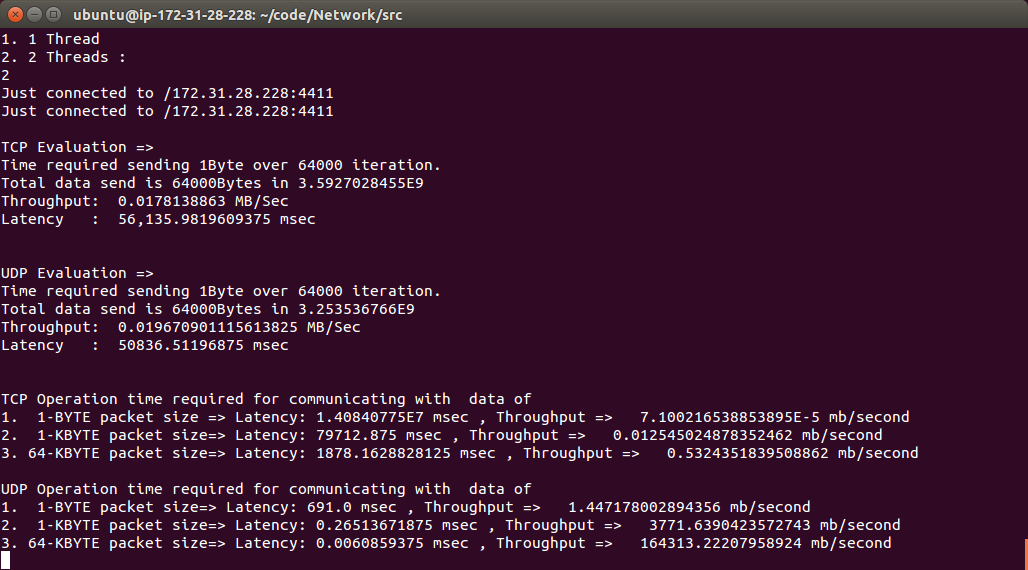 ubuntu@ip-172-31-28-228: ~/code/Network/src
1. 1 Thread
2. 2 Threads :
2
Just connected to /172.31.28.228:4411
Just connected to /172.31.28.228:4411
TCP Evaluation =>
Time required sending 1Byte over 64000 iteration.
Total data send is 64000Bytes in 3.5927028455E9
Throughput:  0.0178138863 MB/Sec
Latency   :  56,135.9819609375 msec
UDP Evaluation =>
Time required sending 1Byte over 64000 iteration.
Total data send is 64000Bytes in 3.253536766E9
Throughput:  0.019670901115613825 MB/Sec
Latency   :  50836.51196875 msec
TCP Operation time required for communicating with  data of
1.  1-BYTE packet size => Latency: 1.40840775E7 msec , Throughput =>   7.100216538853895E-5 mb/second
2.  1-KBYTE packet size=> Latency: 79712.875 msec , Throughput =>   0.012545024878352462 mb/second
3. 64-KBYTE packet size=> Latency: 1878.1628828125 msec , Throughput =>   0.5324351839508862 mb/second
UDP Operation time required for communicating with  data of
1.  1-BYTE packet size=> Latency: 691.0 msec , Throughput =>   1.447178002894356 mb/second
2.  1-KBYTE packet size=> Latency: 0.26513671875 msec , Throughput =>   3771.6390423572743 mb/second
3. 64-KBYTE packet size=> Latency: 0.0060859375 msec , Throughput =>   164313.22207958924 mb/second